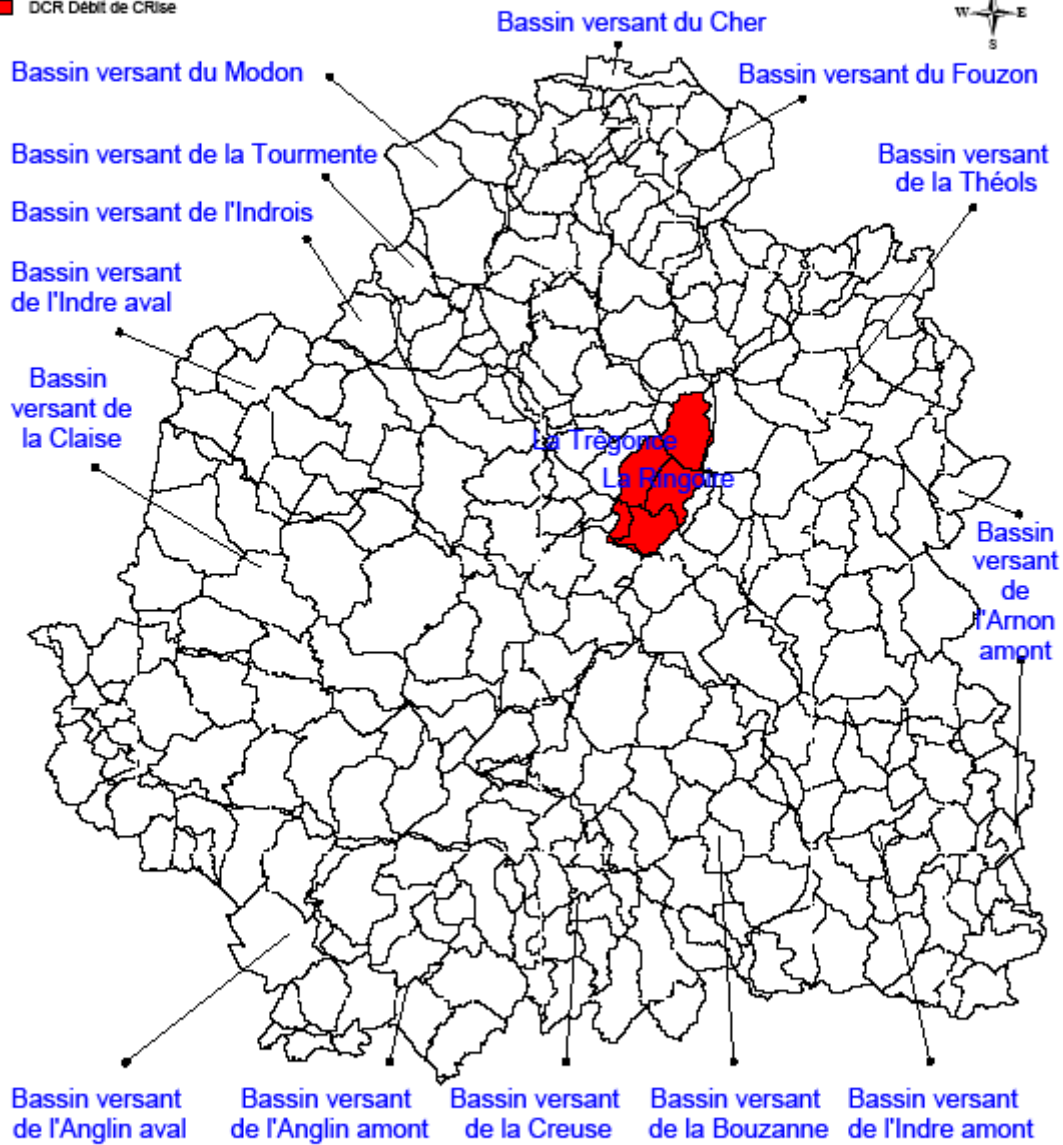 DCR Débit de CRise
W E
S
Bassin versant du Cher
Bassin versant du Modon
Bassin versant du Fouzon
Bassin versant de la Tourmente
Bassin versant
de la Théols
Bassin versant de l'Indrois
Bassin versant
de l'Indre aval
Bassin
versant de
la Claise
La Trégonce
La Ringoire
Bassin
versant
de
l'Arnon
amont
Bassin versant
de l'Anglin aval
Bassin versant
de l'Anglin amont
Bassin versant
de la Creuse
Bassin versant
de la Bouzanne
Bassin versant
de l'Indre amont